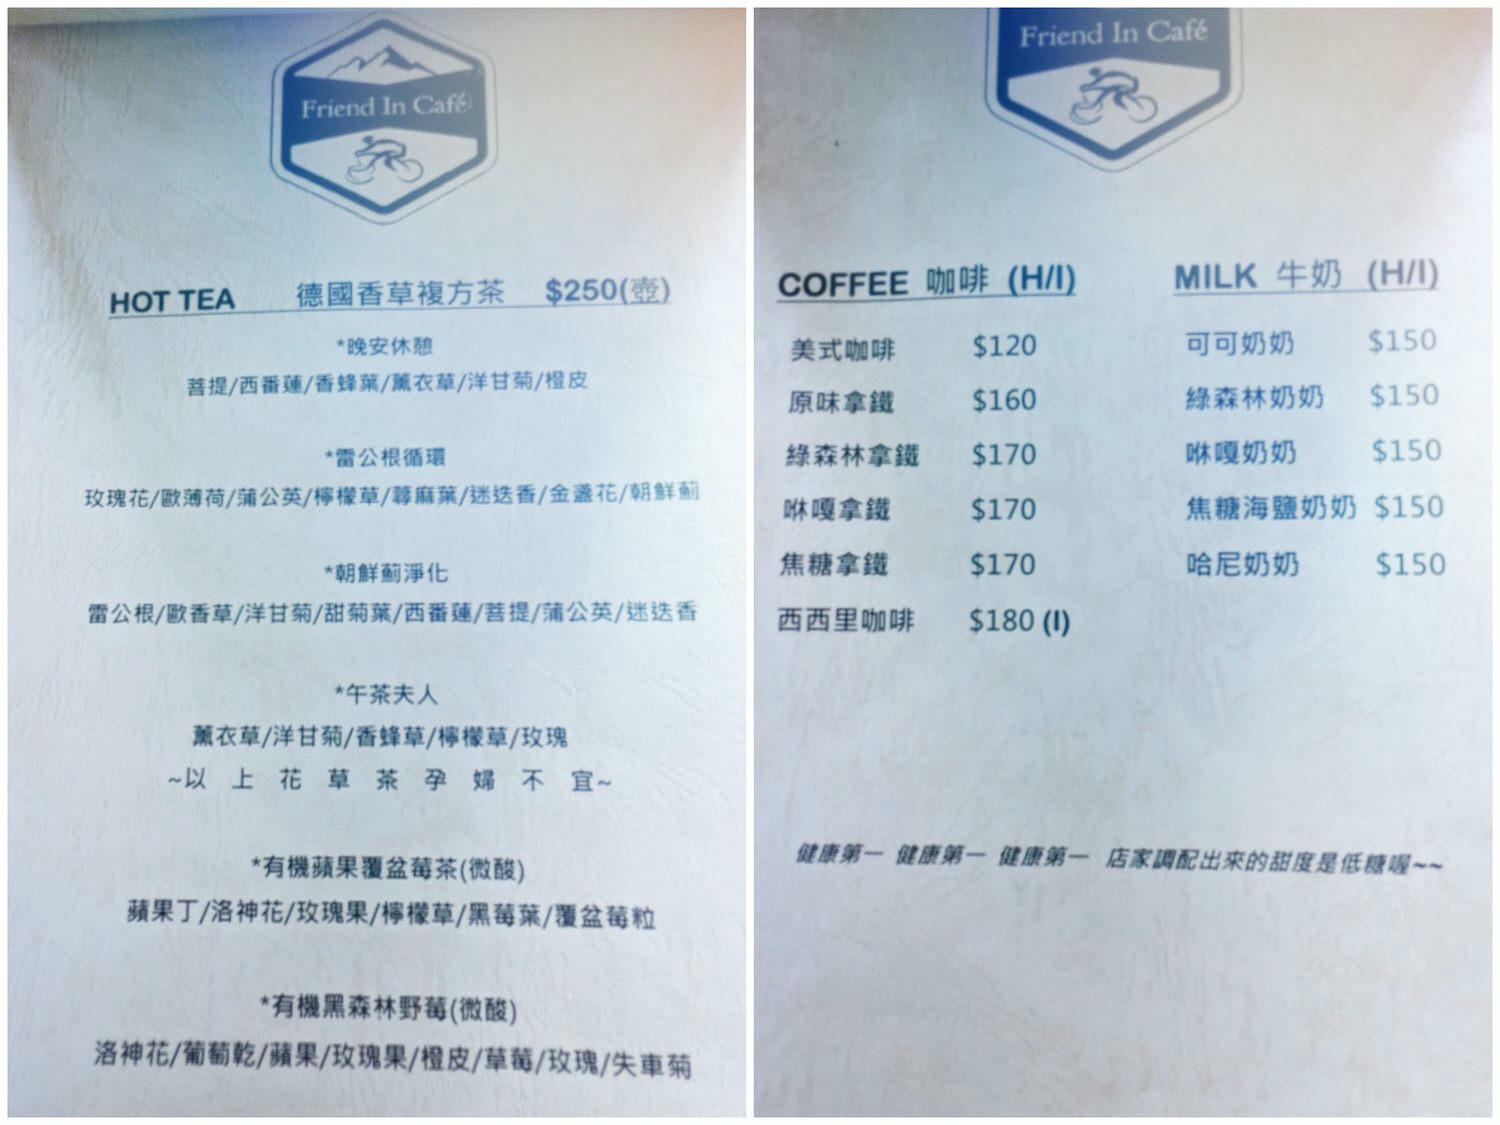 Friend In Café
HOT TEA 德國香草複方茶 $250(壺)
*晚安休憩
菩提/西番蓮/香蜂葉/薰衣草/洋甘菊/橙皮
*雷公根循環
玫瑰花/歐薄荷/蒲公英/檸檬草/蕁麻葉/迷迭香/金盞花/朝鮮薊
*朝鮮薊淨化
雷公根/歐香草/洋甘菊/甜菊葉/西番蓮/菩提/蒲公英/迷迭香
*午茶夫人
薰衣草/洋甘菊/香蜂草/檸檬草/玫瑰
~以上花草茶孕婦不宜~
*有機蘋果覆盆莓茶(微酸)
蘋果丁/洛神花/玫瑰果/檸檬草/黑莓葉/覆盆莓粒
*有機黑森林野莓(微酸)
洛神花/葡萄乾/蘋果/玫瑰果/橙皮/草莓/玫瑰/失車菊
Friend In Café
COFFEE 咖啡 (H/I)
美式咖啡 $120
原味拿鐵 $160
綠森林拿鐵 $170
咻嘎拿鐵 $170
焦糖拿鐵 $170
西西里咖啡 $180 (I)
MILK 牛奶 (H/I)
可可奶奶 $150
綠森林奶奶 $150
咻嘎奶奶 $150
焦糖海鹽奶奶 $150
哈尼奶奶 $150
健康第一 健康第一 健康第一 店家調配出來的甜度是低糖喔~~